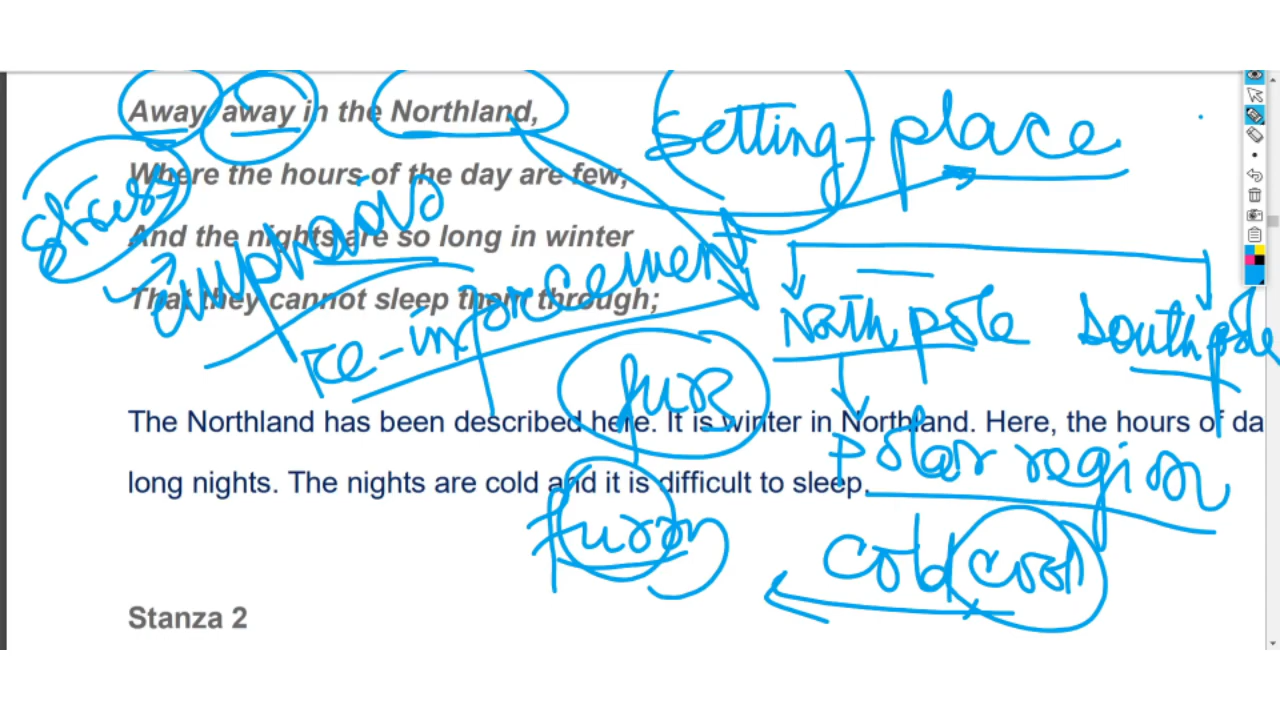 Away, away in the Northland,
Setting - place
Where the hours of the day are few,
stress
emphasis
And the nights are so long in winter
re-inforcement
That they cannot sleep them through;
North pole South pole
fur
The Northland has been described here. It is winter in Northland. Here, the hours of da
polar region
long nights. The nights are cold and it is difficult to sleep.
furry
cold cool
Stanza 2